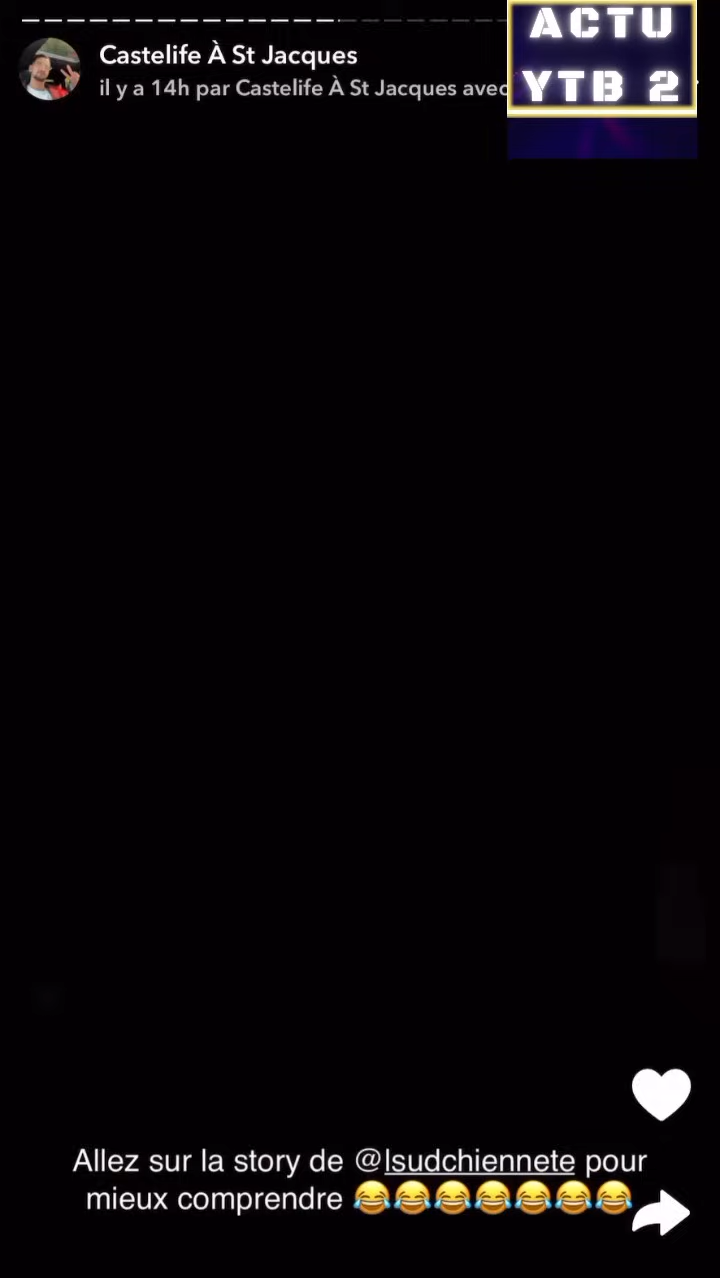 Castelife À St Jacques
il y a 14h par Castelife À St Jacques avec
ACTU
YTB 2
Allez sur la story de @lsudchiennete pour
mieux comprendre 😂😂😂😂😂😂😂